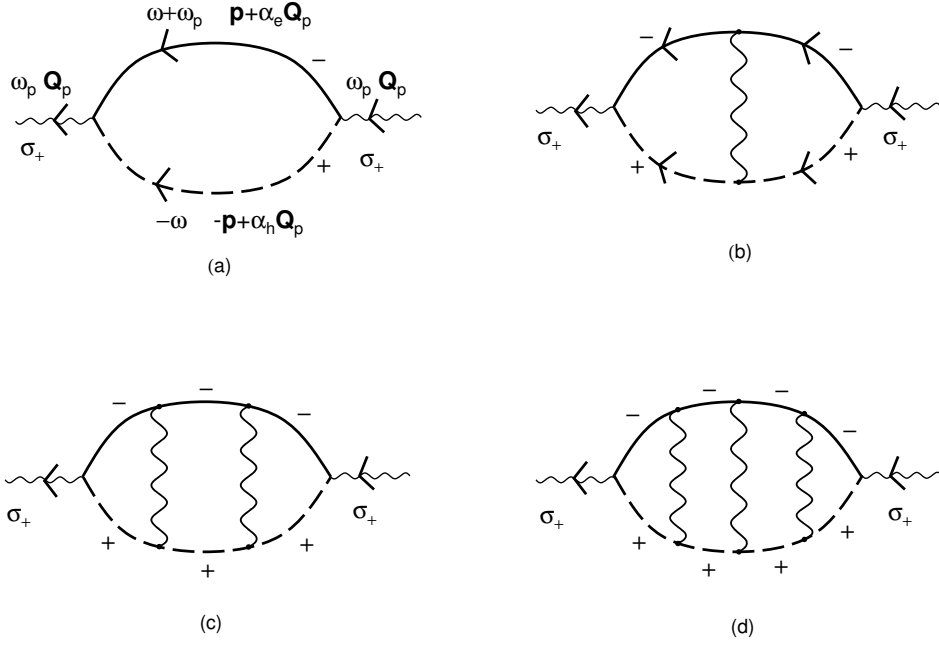 ω+ωₚ p+αₑQₚ
−
ωₚ Qₚ
ωₚ Qₚ
σ₊
σ₊
+
−ω -p+αₕQₚ
(a)
− −
σ₊ σ₊
+ +
(b)
− − −
σ₊ σ₊
+ + +
(c)
− − − −
σ₊ σ₊
+ + + +
(d)